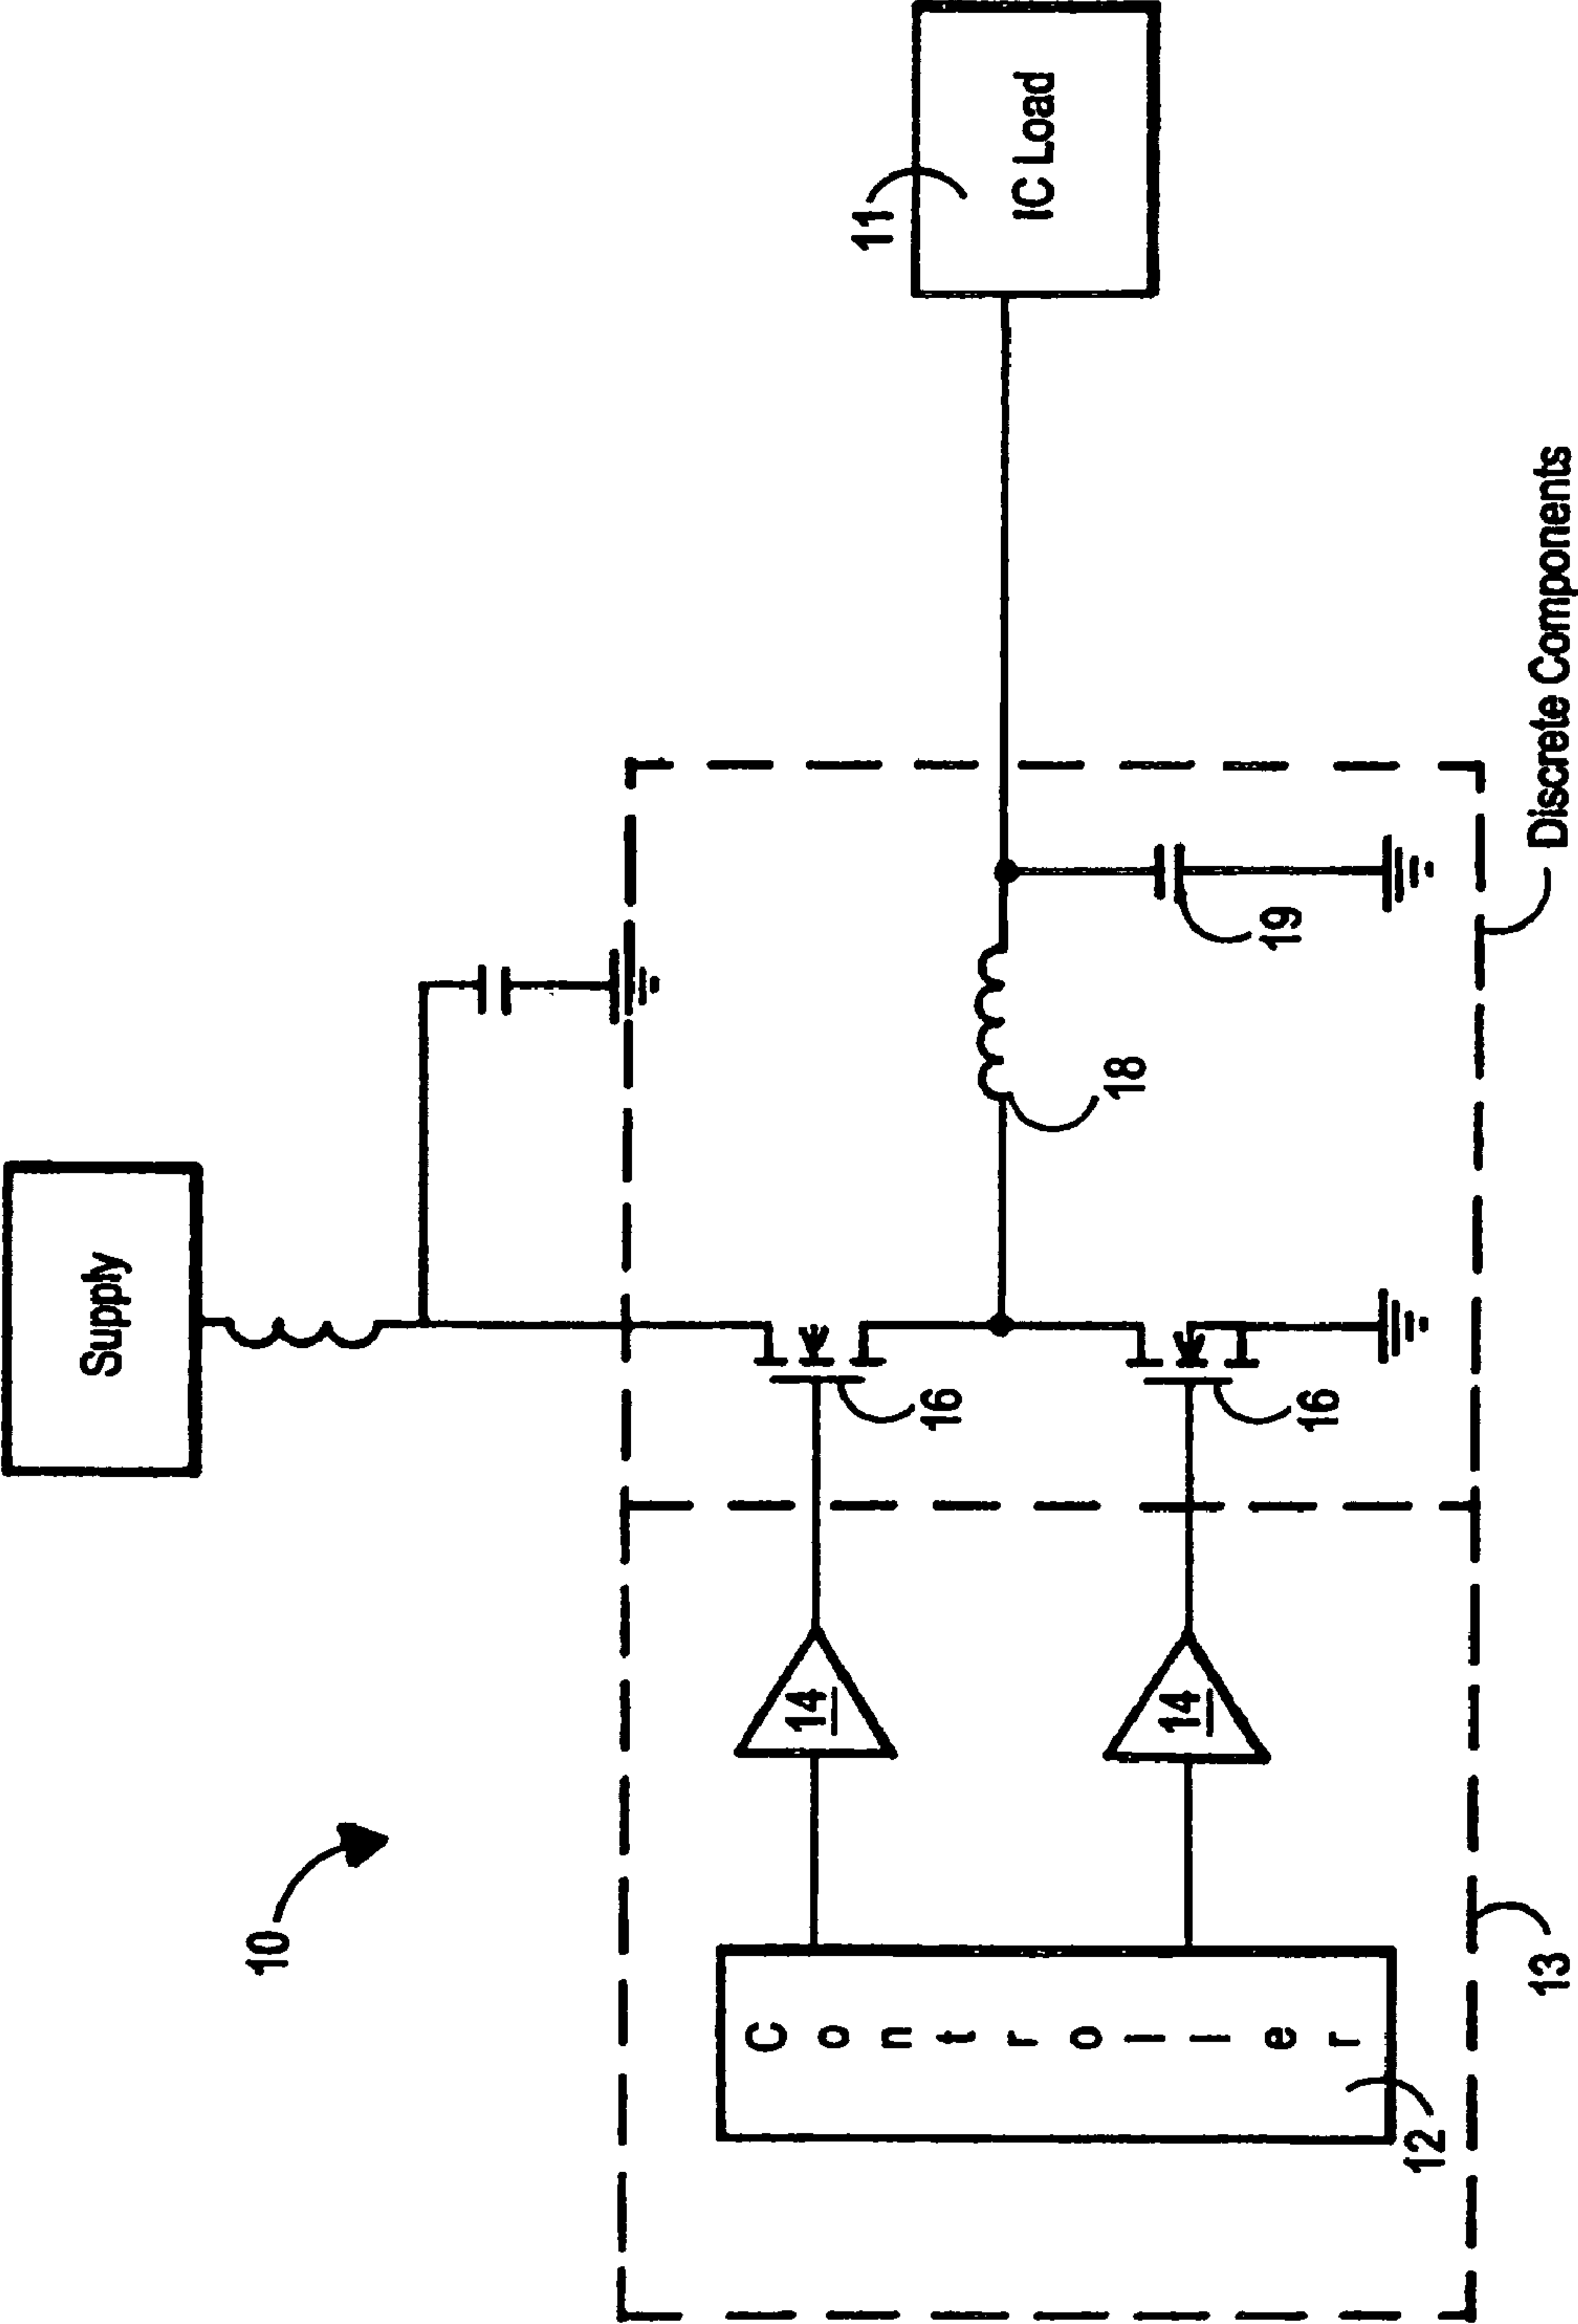 Supply
10
11
IC Load
14
16
18
14
16
19
Controller
12
13
Discrete Components